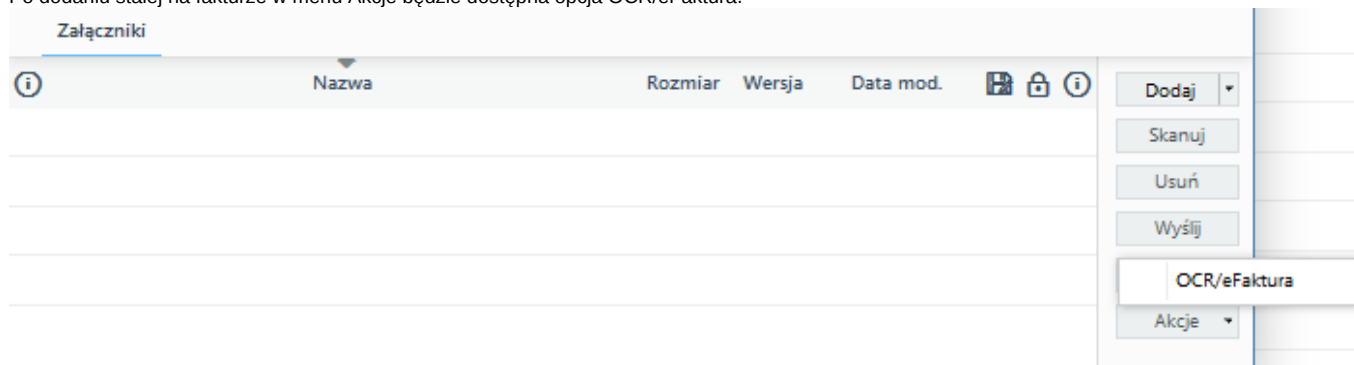 Po dodaniu stałej na fakturze w menu Akcje będzie dostępna opcja OCR/eFaktura.
Załączniki
Nazwa Rozmiar Wersja Data mod.
Dodaj
Skanuj
Usuń
Wyślij
OCR/eFaktura
Akcje